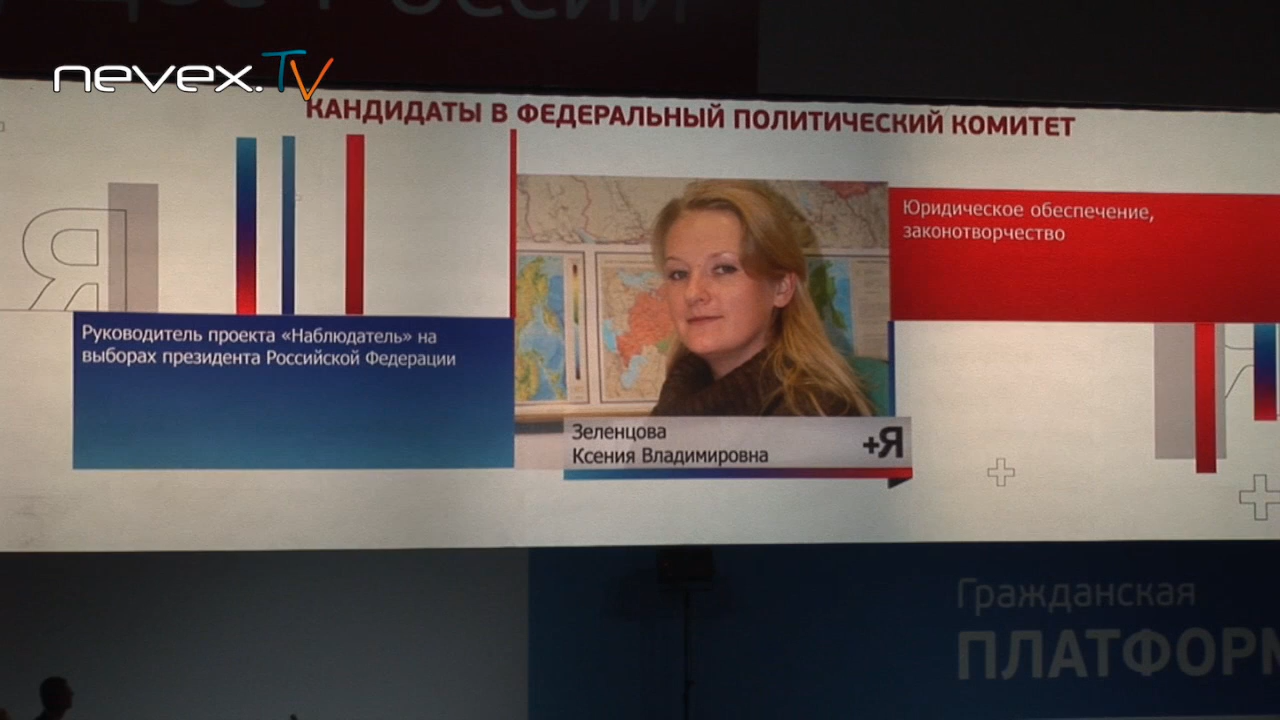 России
nevex.TV
КАНДИДАТЫ В ФЕДЕРАЛЬНЫЙ ПОЛИТИЧЕСКИЙ КОМИТЕТ
Я
Юридическое обеспечение,
законотворчество
Руководитель проекта «Наблюдатель» на
выборах президента Российской Федерации
Зеленцова
Ксения Владимировна
+Я
Гражданская
ПЛАТФОРМ